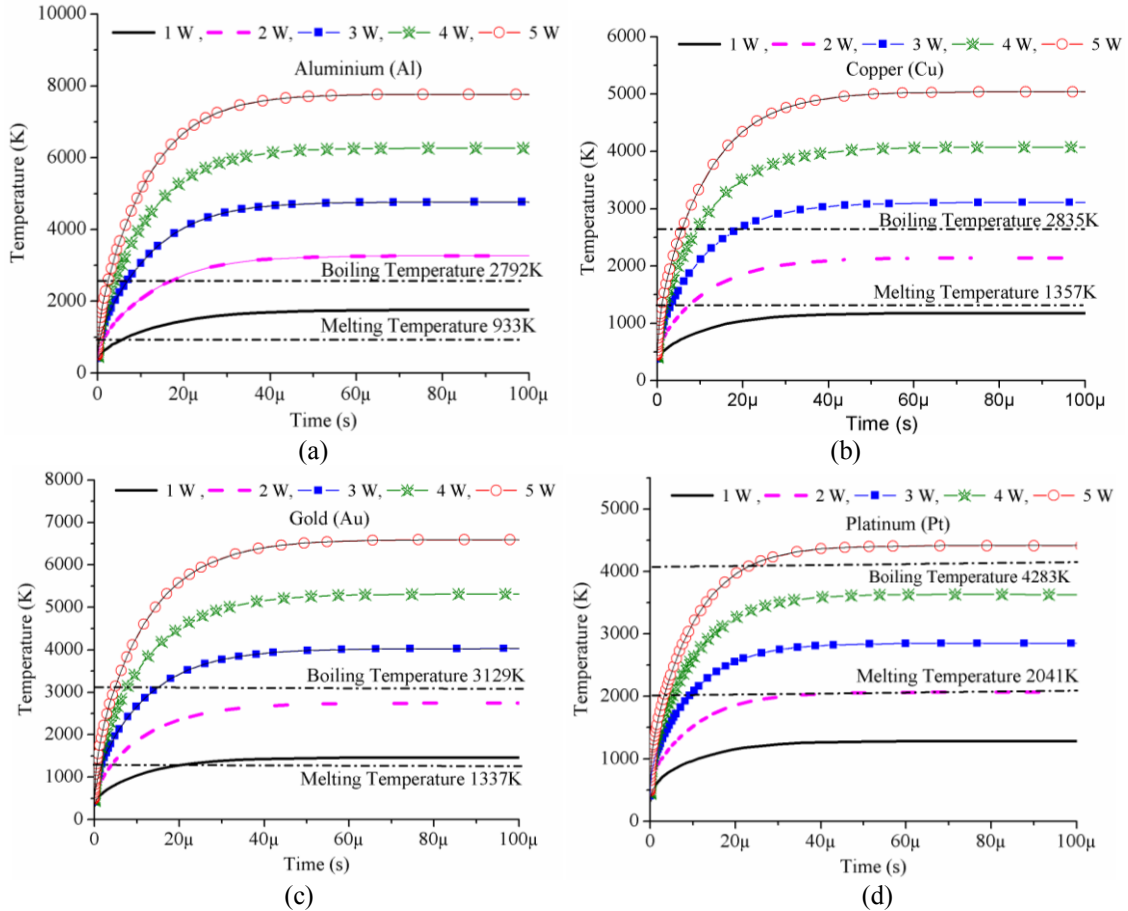 1 W , 2 W, 3 W, 4 W, 5 W
Aluminium (Al)
Temperature (K)
10000
8000
6000
4000
2000
0
Boiling Temperature 2792K
Melting Temperature 933K
0 20µ 40µ 60µ 80µ 100µ
Time (s)
(a)
1 W , 2 W, 3 W, 4 W, 5 W
Copper (Cu)
Temperature (K)
6000
5000
4000
3000
2000
1000
0
Boiling Temperature 2835K
Melting Temperature 1357K
0 20µ 40µ 60µ 80µ 100µ
Time (s)
(b)
1 W , 2 W, 3 W, 4 W, 5 W
Gold (Au)
Temperature (K)
8000
7000
6000
5000
4000
3000
2000
1000
0
Boiling Temperature 3129K
Melting Temperature 1337K
0 20µ 40µ 60µ 80µ 100µ
Time (s)
(c)
1 W , 2 W, 3 W, 4 W, 5 W
Platinum (Pt)
Temperature (K)
5000
4000
3000
2000
1000
0
Boiling Temperature 4283K
Melting Temperature 2041K
0 20µ 40µ 60µ 80µ 100µ
Time (s)
(d)